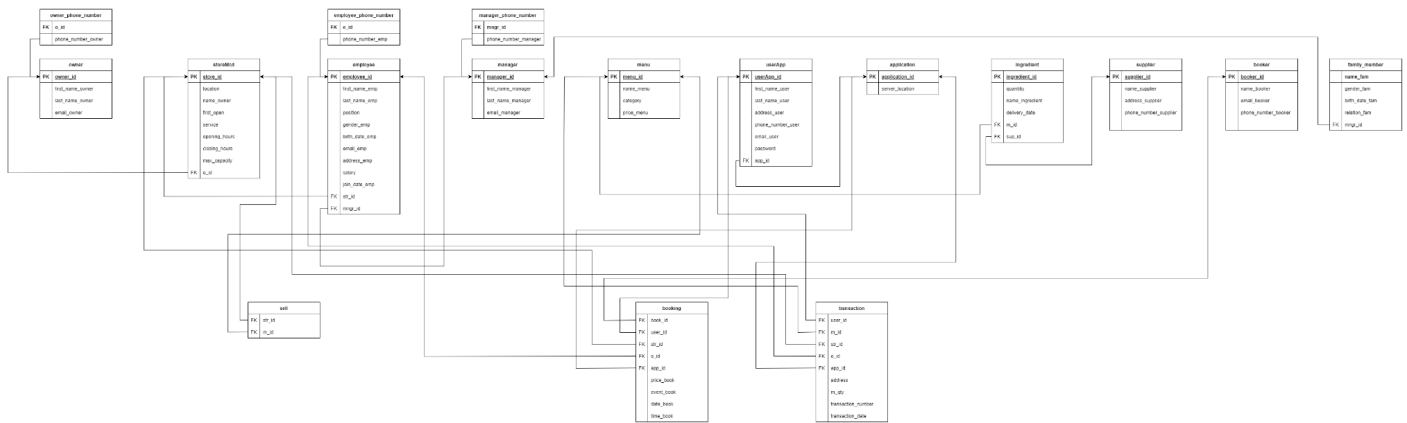 owner_phone_number
FK o_id
phone_number_owner
employee_phone_number
FK e_id
phone_number_emp
manager_phone_number
FK mngr_id
phone_number_manager
owner
PK owner_id
first_name_owner
last_name_owner
email_owner
PK store_id
location
name_owner
first_open
service
opening_hours
closing_hours
max_capacity
FK o_id
employee
PK employee_id
first_name_emp
last_name_emp
position
gender_emp
birth_date_emp
email_emp
address_emp
salary
join_date_emp
FK str_id
FK mngr_id
manager
PK manager_id
first_name_manager
last_name_manager
email_manager
menu
PK menu_id
name_menu
category
price_menu
userApp
PK userApp_id
first_name_user
last_name_user
address_user
phone_number_user
email_user
password
FK app_id
application
PK application_id
server_location
ingredient
PK ingredient_id
quantity
name_ingredient
delivery_date
FK m_id
FK sup_id
supplier
PK supplier_id
name_supplier
address_supplier
phone_number_supplier
booker
PK booker_id
name_booker
email_booker
phone_number_booker
family_member
name_fam
gender_fam
birth_date_fam
relation_fam
FK mngr_id
sell
FK str_id
FK m_id
booking
FK book_id
FK user_id
FK str_id
FK e_id
FK app_id
price_book
event_book
date_book
time_book
transaction
FK user_id
FK m_id
FK
FK e_id
FK app_id
address
m_qty
transaction_number
transaction_date